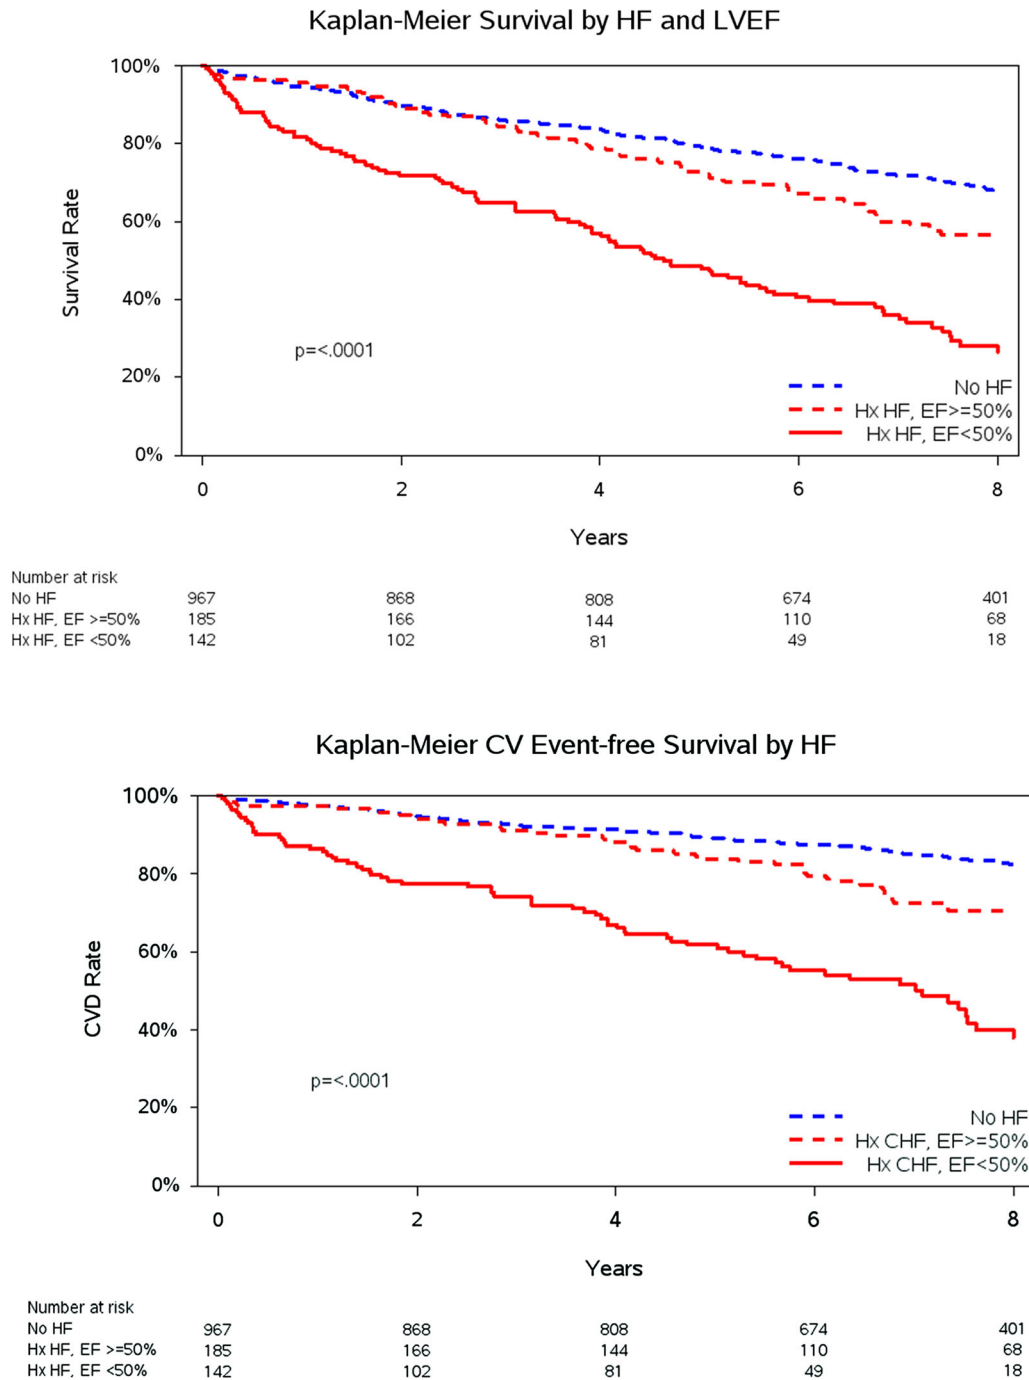 Kaplan-Meier Survival by HF and LVEF
100%
80%
60%
40%
20%
0%
Survival Rate
p=<.0001
No HF
Hx HF, EF>=50%
Hx HF, EF<50%
0 2 4 6 8
Years
Number at risk
No HF 967 868 808 674 401
Hx HF, EF >=50% 185 166 144 110 68
Hx HF, EF <50% 142 102 81 49 18
Kaplan-Meier CV Event-free Survival by HF
100%
80%
60%
40%
20%
0%
CVD Rate
p=<.0001
No HF
Hx CHF, EF>=50%
Hx CHF, EF<50%
0 2 4 6 8
Years
Number at risk
No HF 967 868 808 674 401
Hx HF, EF >=50% 185 166 144 110 68
Hx HF, EF <50% 142 102 81 49 18